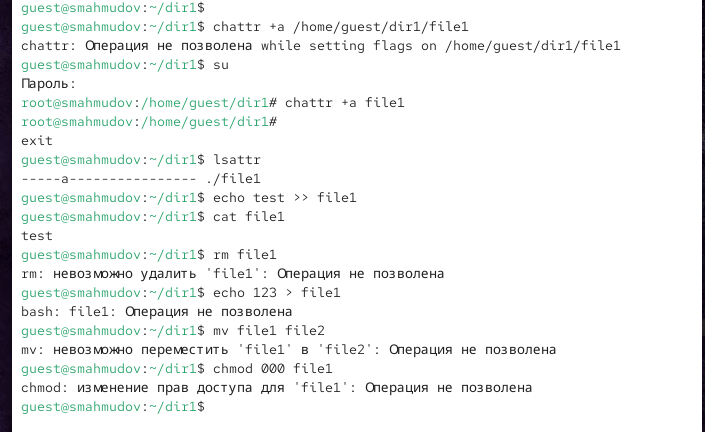 guest@smahmudov:~/dir1$
guest@smahmudov:~/dir1$ chattr +a /home/guest/dir1/file1
chattr: Операция не позволена while setting flags on /home/guest/dir1/file1
guest@smahmudov:~/dir1$ su
Пароль:
root@smahmudov:/home/guest/dir1# chattr +a file1
root@smahmudov:/home/guest/dir1#
exit
guest@smahmudov:~/dir1$ lsattr
-----a---------------- ./file1
guest@smahmudov:~/dir1$ echo test >> file1
guest@smahmudov:~/dir1$ cat file1
test
guest@smahmudov:~/dir1$ rm file1
rm: невозможно удалить 'file1': Операция не позволена
guest@smahmudov:~/dir1$ echo 123 > file1
bash: file1: Операция не позволена
guest@smahmudov:~/dir1$ mv file1 file2
mv: невозможно переместить 'file1' в 'file2': Операция не позволена
guest@smahmudov:~/dir1$ chmod 000 file1
chmod: изменение прав доступа для 'file1': Операция не позволена
guest@smahmudov:~/dir1$